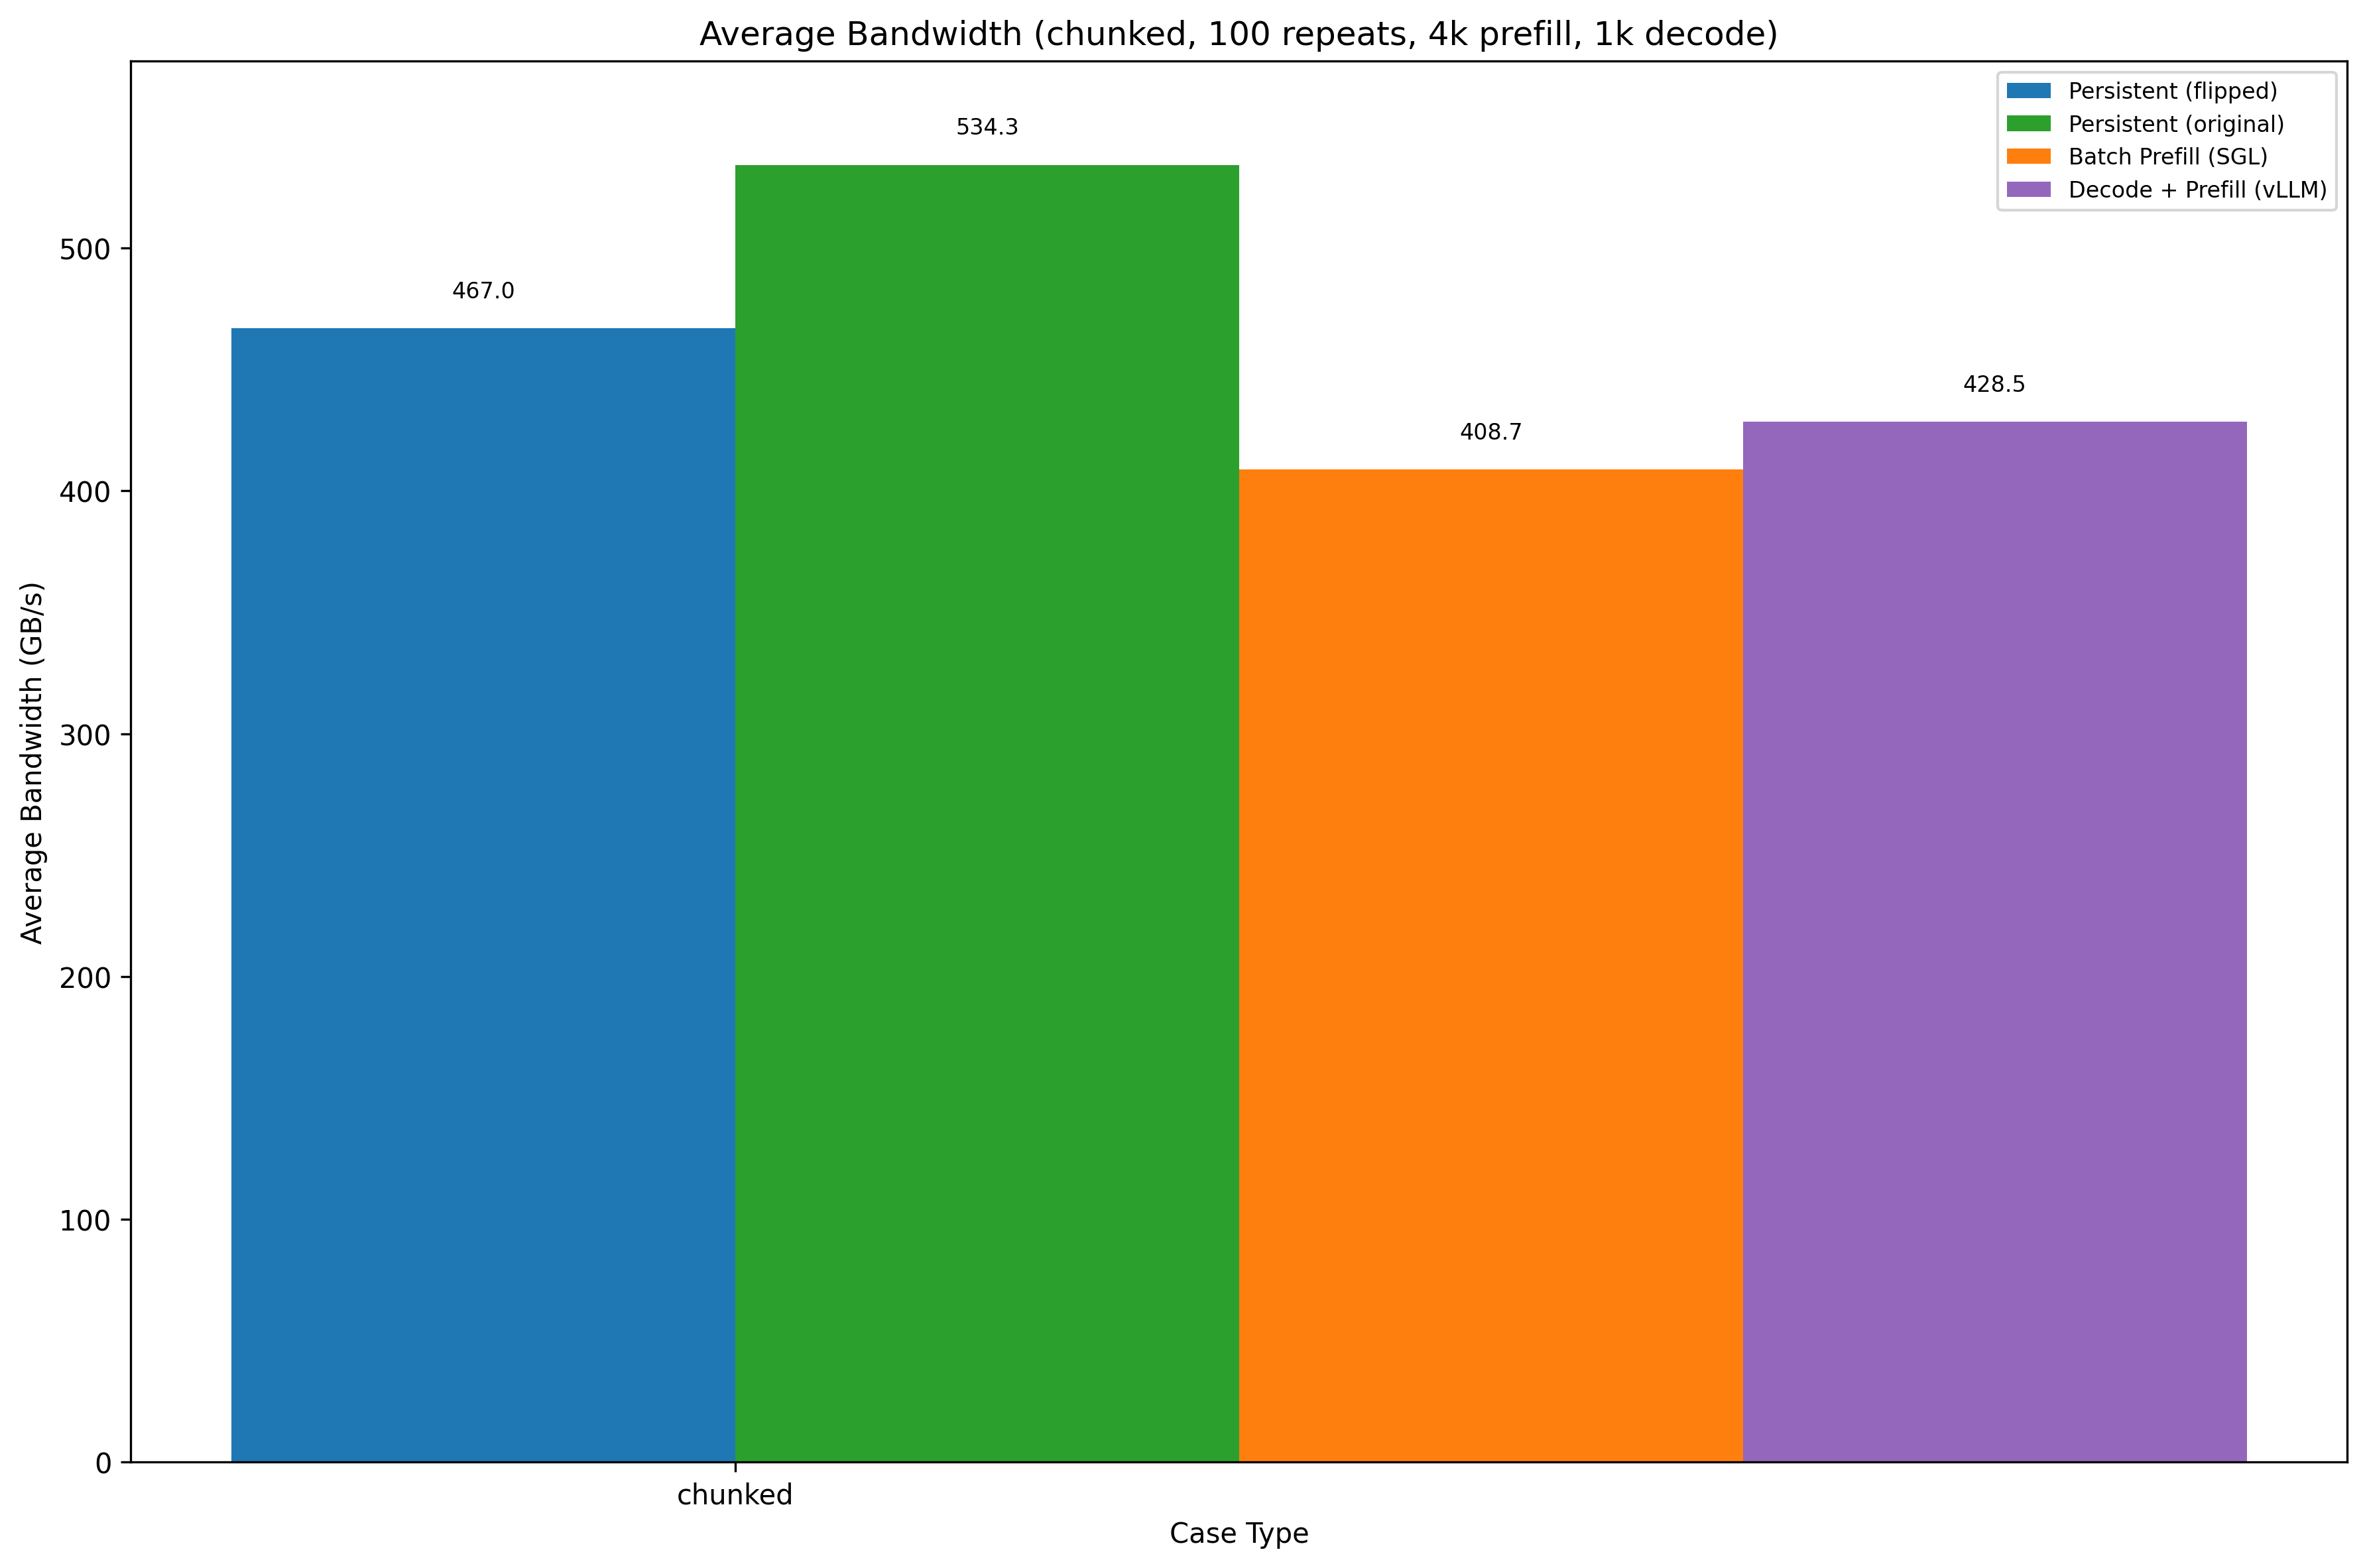 Average Bandwidth (chunked, 100 repeats, 4k prefill, 1k decode)
Persistent (flipped)
Persistent (original)
Batch Prefill (SGL)
Decode + Prefill (vLLM)
534.3
467.0
428.5
408.7
500
400
300
200
100
0
Average Bandwidth (GB/s)
chunked
Case Type